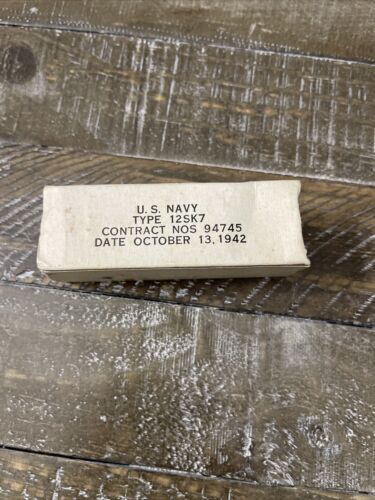 U.S. NAVY
TYPE 12SK7
CONTRACT NOS 94745
DATE OCTOBER 13, 1942